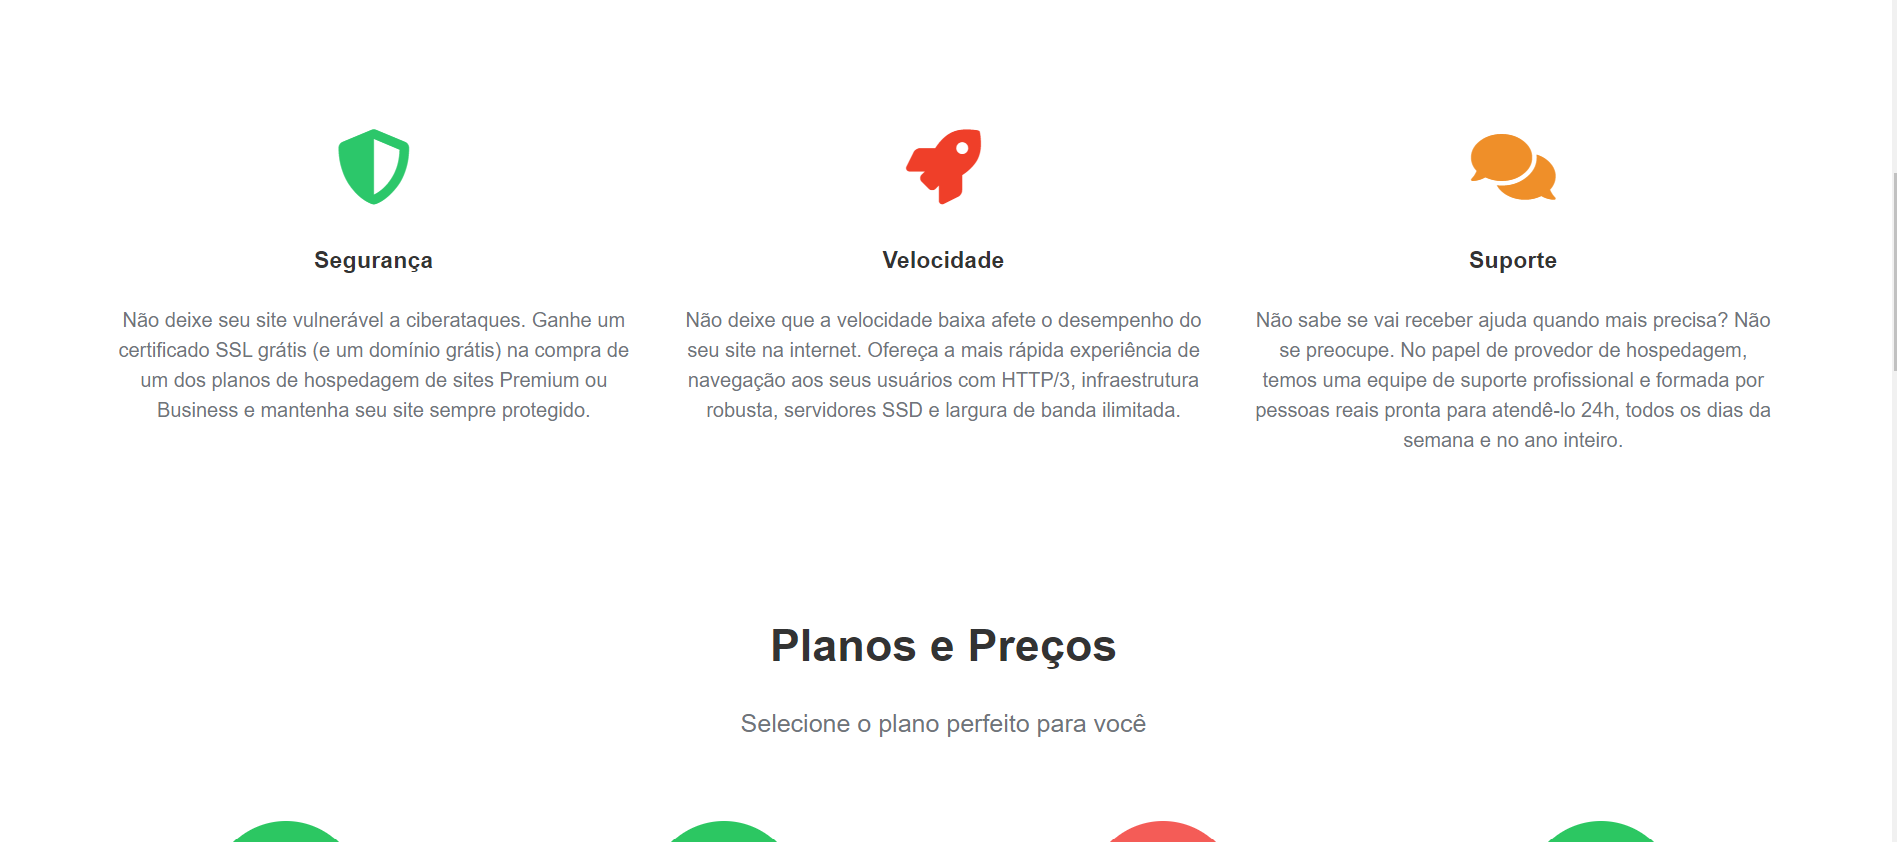 Segurança
Não deixe seu site vulnerável a ciberataques. Ganhe um
certificado SSL grátis (e um domínio grátis) na compra de
um dos planos de hospedagem de sites Premium ou
Business e mantenha seu site sempre protegido.
Velocidade
Não deixe que a velocidade baixa afete o desempenho do
seu site na internet. Ofereça a mais rápida experiência de
navegação aos seus usuários com HTTP/3, infraestrutura
robusta, servidores SSD e largura de banda ilimitada.
Suporte
Não sabe se vai receber ajuda quando mais precisa? Não
se preocupe. No papel de provedor de hospedagem,
temos uma equipe de suporte profissional e formada por
pessoas reais pronta para atendê-lo 24h, todos os dias da
semana e no ano inteiro.
Planos e Preços
Selecione o plano perfeito para você